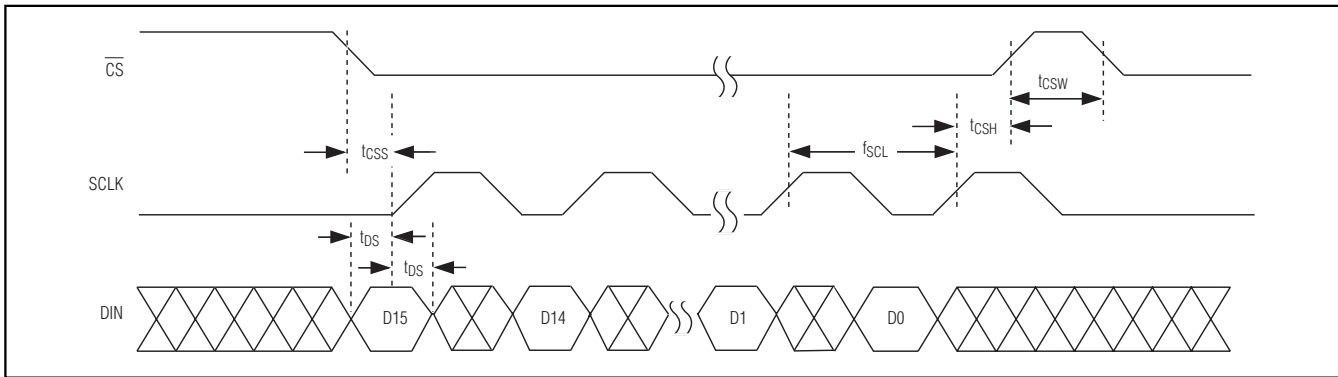 CS
tCSW
tCSH
tCSS
fSCL
SCLK
tDS
tDS
DIN
D15
D14
D1
D0